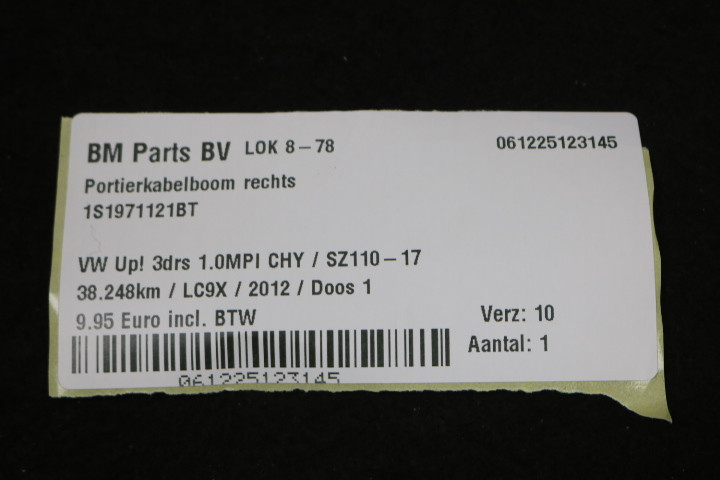 BM Parts BV LOK 8-78 061225123145
Portierkabelboom rechts
1S1971121BT
VW Up! 3drs 1.0MPI CHY / SZ110-17
38.248km / LC9X / 2012 / Doos 1
9.95 Euro incl. BTW Verz: 10
Aantal: 1
061225123145